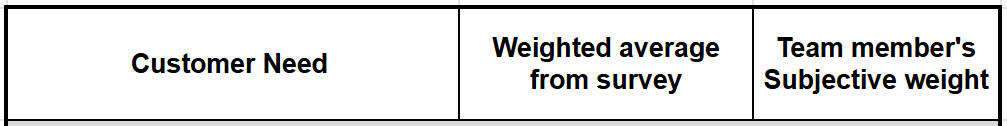 Customer Need
Weighted average
from survey
Team member's
Subjective weight